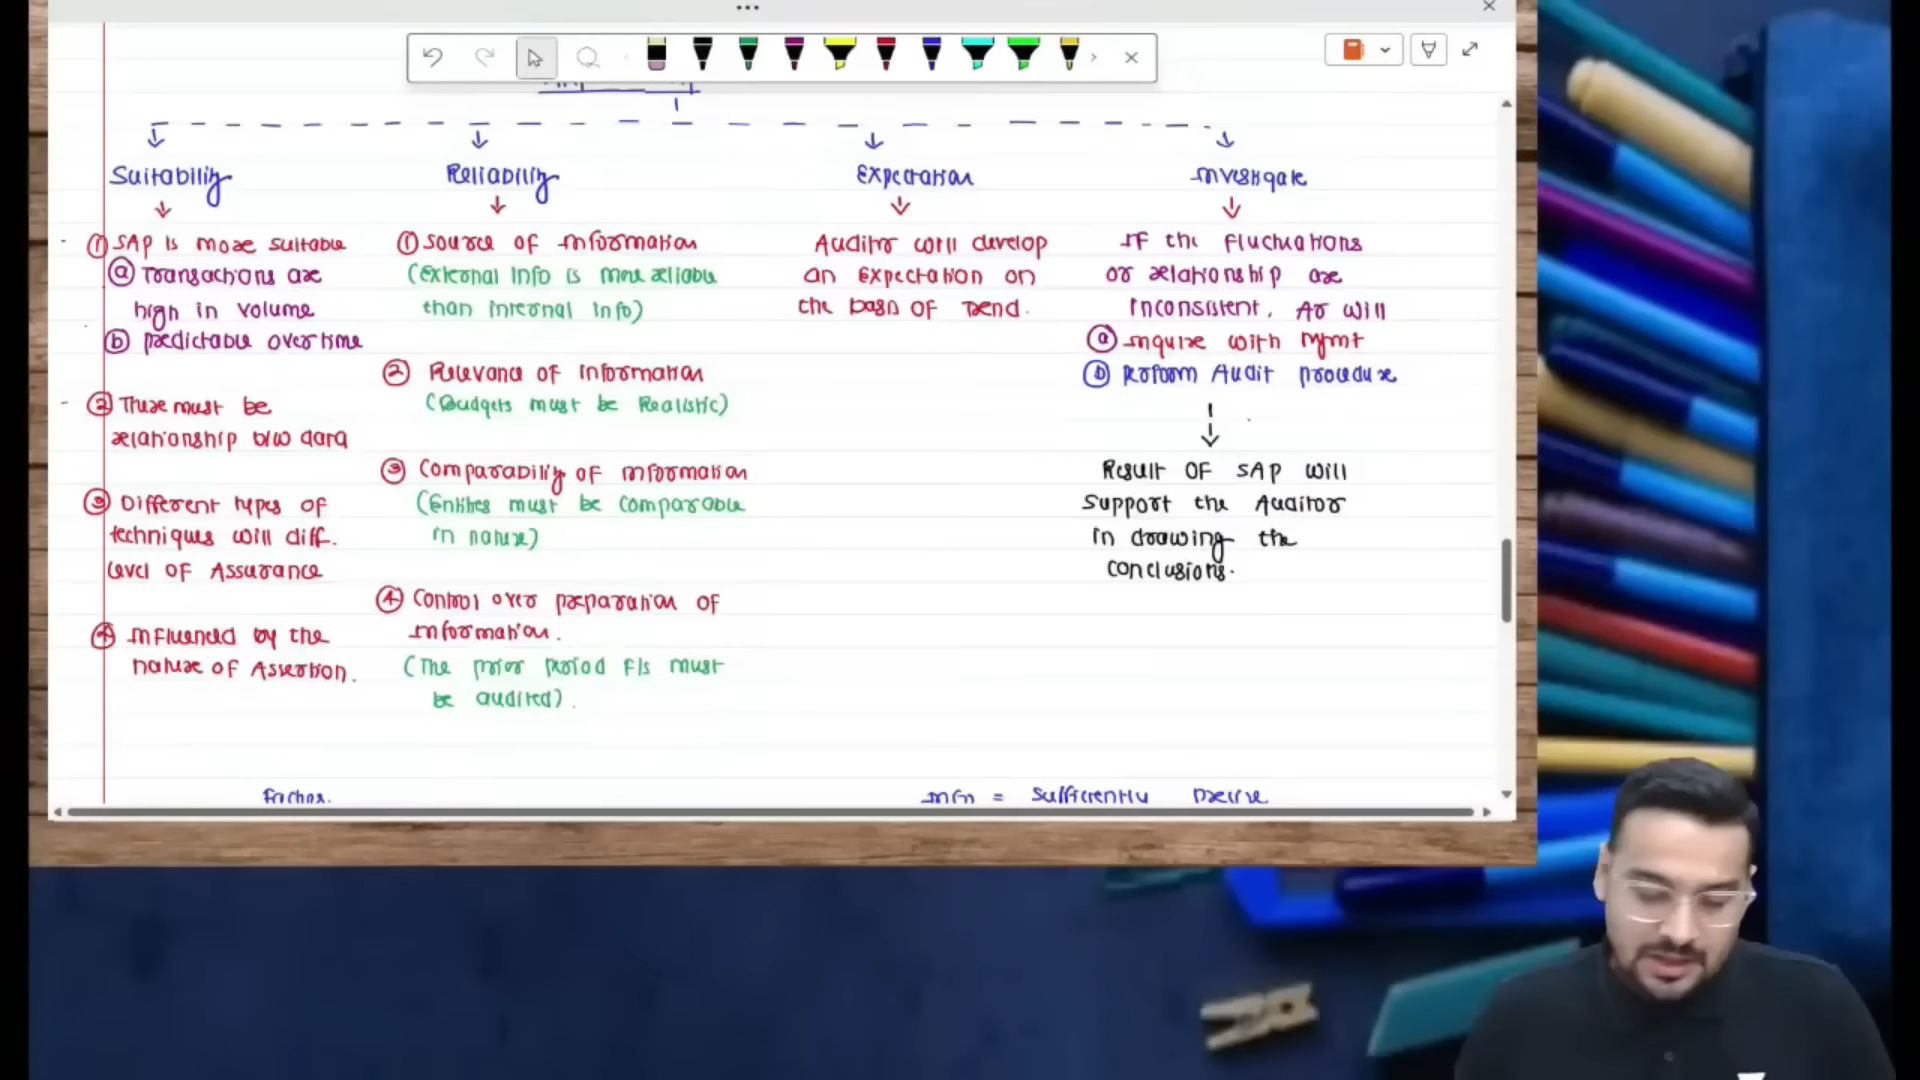 Suitability
① SAP is more suitable
ⓐ Transactions are
high in volume
ⓑ predictable over time
② There must be
relationship b/w data
③ Different types of
techniques will diff.
level of Assurance
④ influenced by the
nature of Assertion.
Reliability
① Source of information
(External info is more reliable
than internal info)
② Relevance of information
(Budgets must be Realistic)
③ Comparability of information
(Entities must be comparable
in nature)
④ Control over preparation of
information.
(The prior period F/s must
be audited).
Expectation
Auditor will develop
an expectation on
the basis of Trend.
investigate
if the fluctuations
or relationship are
inconsistent, Ar will
ⓐ inquire with Mgmt
ⓑ perform Audit procedure
Result of SAP will
support the Auditor
in drawing the
conclusions.
Factor.
= Sufficiently Precise